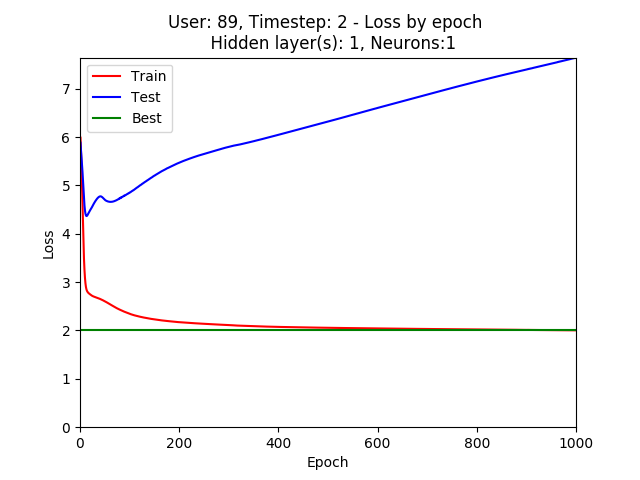 User: 89, Timestep: 2 - Loss by epoch
Hidden layer(s): 1, Neurons:1
Train
Test
Best
7
6
5
4
3
2
1
0
Loss
0 200 400 600 800 1000
Epoch